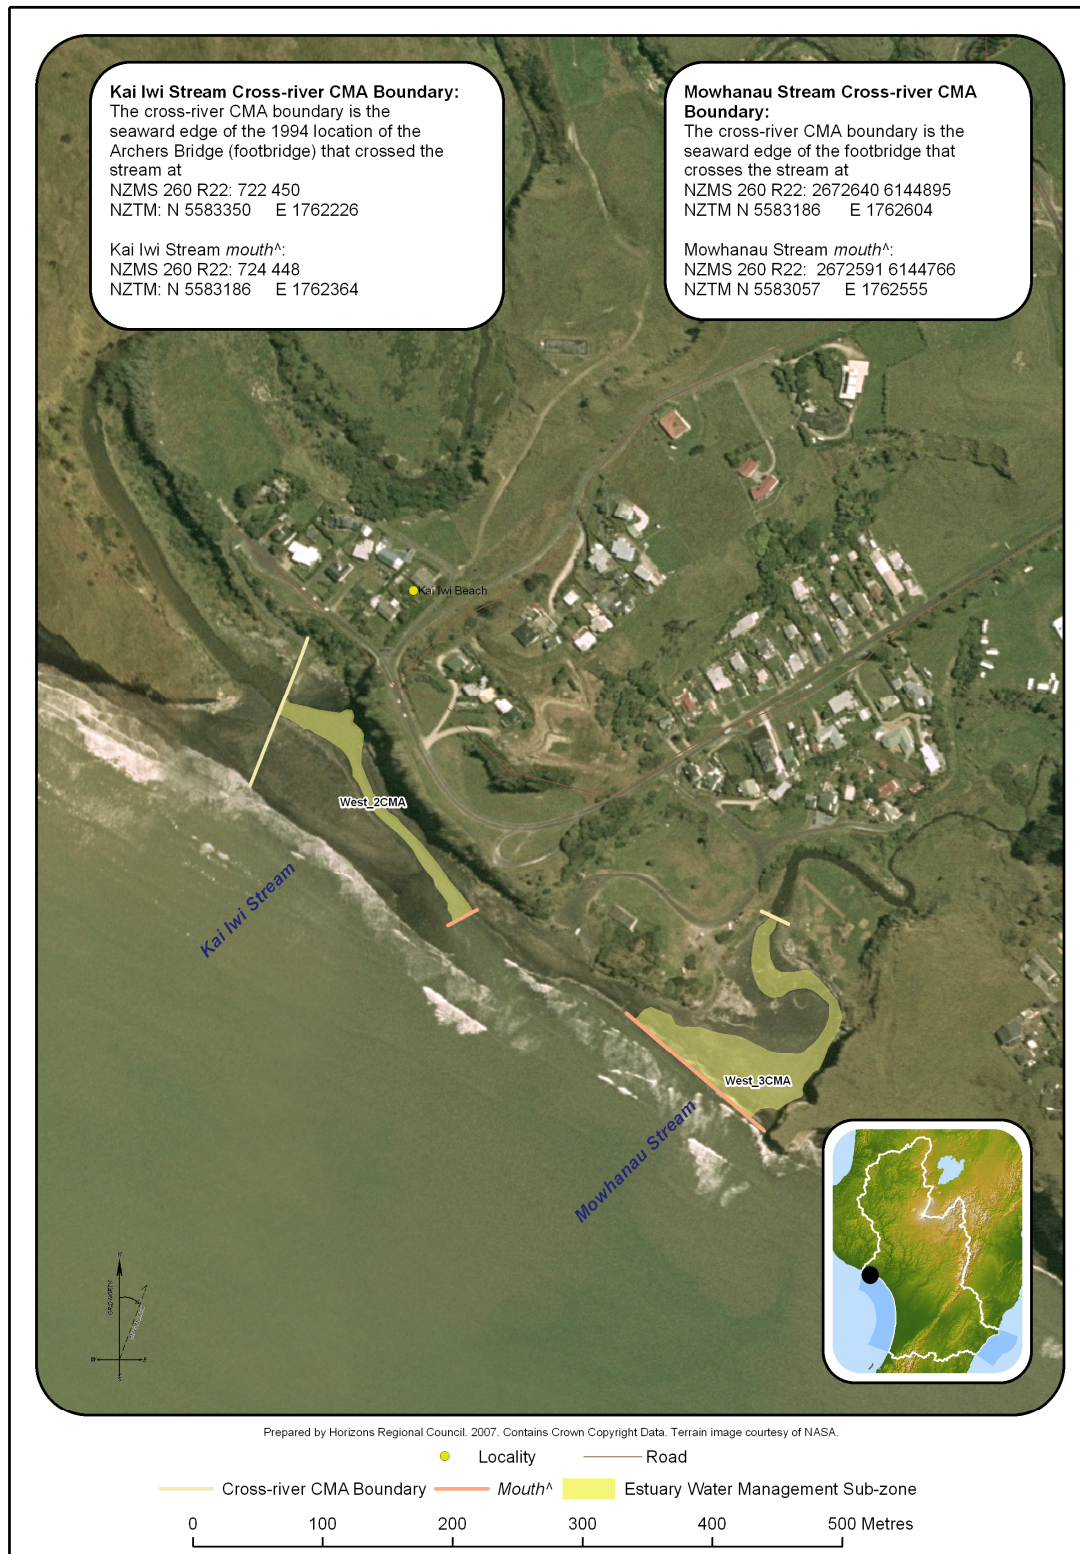 Kai Iwi Stream Cross-river CMA Boundary:
The cross-river CMA boundary is the
seaward edge of the 1994 location of the
Archers Bridge (footbridge) that crossed the
stream at
NZMS 260 R22: 722 450
NZTM: N 5583350 E 1762226
Kai Iwi Stream mouth^:
NZMS 260 R22: 724 448
NZTM: N 5583186 E 1762364
Mowhanau Stream Cross-river CMA
Boundary:
The cross-river CMA boundary is the
seaward edge of the footbridge that
crosses the stream at
NZMS 260 R22: 2672640 6144895
NZTM N 5583186 E 1762604
Mowhanau Stream mouth^:
NZMS 260 R22: 2672591 6144766
NZTM N 5583057 E 1762555
Kai Iwi Beach
West_2CMA
Kai Iwi Stream
West_3CMA
Mowhanau Stream
N
GRID NORTH
W E
S
Prepared by Horizons Regional Council. 2007. Contains Crown Copyright Data. Terrain image courtesy of NASA.
Locality Road
Cross-river CMA Boundary Mouth^ Estuary Water Management Sub-zone
0 100 200 300 400 500 Metres